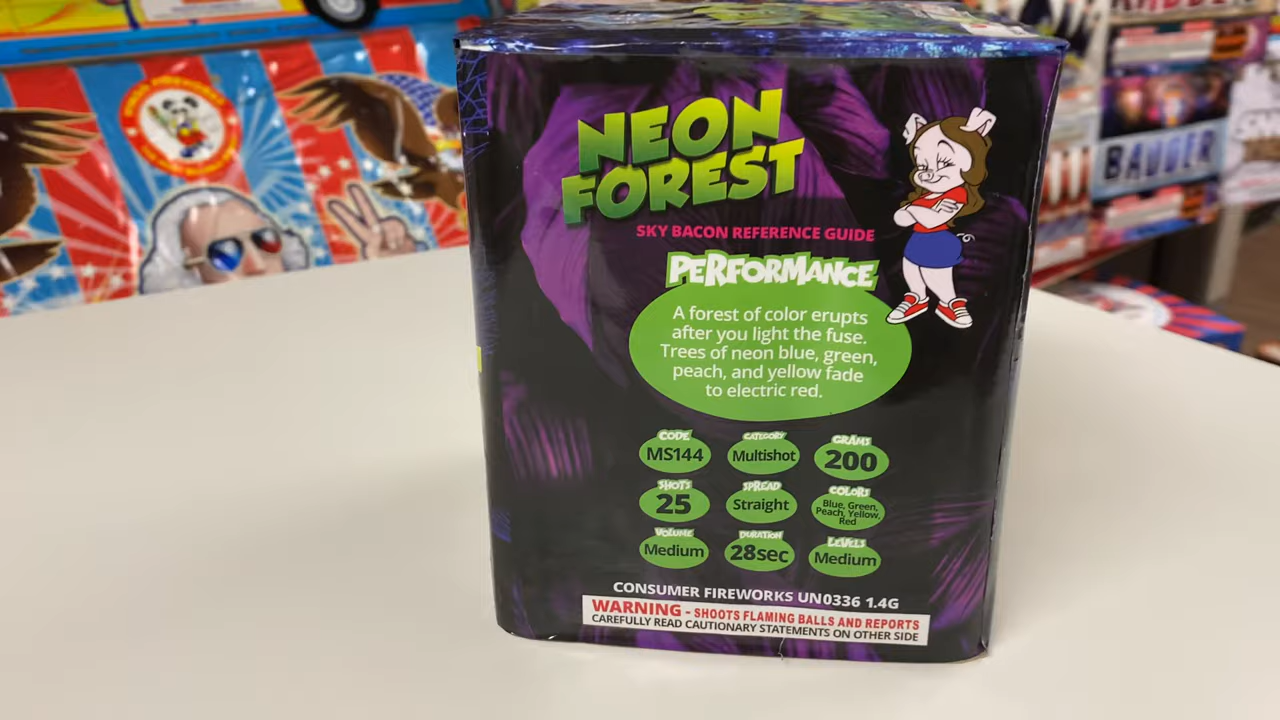 NEON
FOREST
SKY BACON REFERENCE GUIDE
PERFORMANCE
A forest of color erupts
after you light the fuse.
Trees of neon blue, green,
peach, and yellow fade
to electric red.
CODE
MS144
CATEGORY
Multishot
GRAMS
200
SHOTS
25
SPREAD
Straight
COLORS
Blue, Green,
Peach, Yellow,
Red
VOLUME
Medium
DURATION
28sec
LEVELS
Medium
CONSUMER FIREWORKS UN0336 1.4G
WARNING - SHOOTS FLAMING BALLS AND REPORTS
CAREFULLY READ CAUTIONARY STATEMENTS ON OTHER SIDE
BADGER